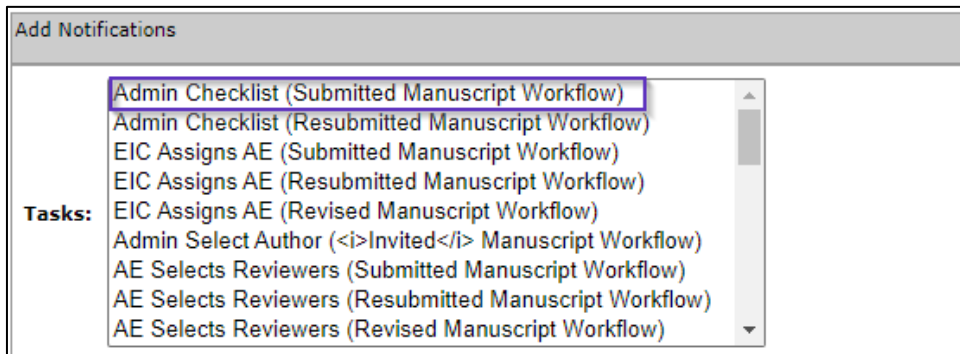 Add Notifications
Admin Checklist (Submitted Manuscript Workflow)
Admin Checklist (Resubmitted Manuscript Workflow)
EIC Assigns AE (Submitted Manuscript Workflow)
EIC Assigns AE (Resubmitted Manuscript Workflow)
Tasks: EIC Assigns AE (Revised Manuscript Workflow)
Admin Select Author (<i>Invited</i> Manuscript Workflow)
AE Selects Reviewers (Submitted Manuscript Workflow)
AE Selects Reviewers (Resubmitted Manuscript Workflow)
AE Selects Reviewers (Revised Manuscript Workflow)